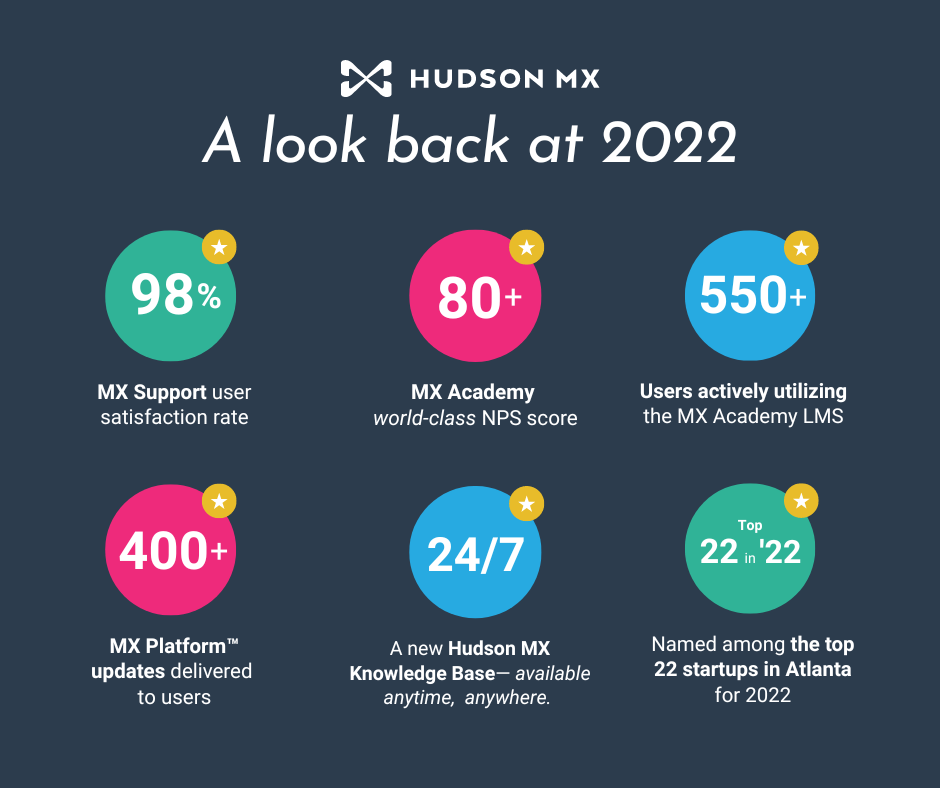 HUDSON MX
A look back at 2022
98%
MX Support user
satisfaction rate
80+
MX Academy
world-class NPS score
550+
Users actively utilizing
the MX Academy LMS
400+
MX Platform™
updates delivered
to users
24/7
A new Hudson MX
Knowledge Base— available
anytime, anywhere.
Top
22 in '22
Named among the top
22 startups in Atlanta
for 2022